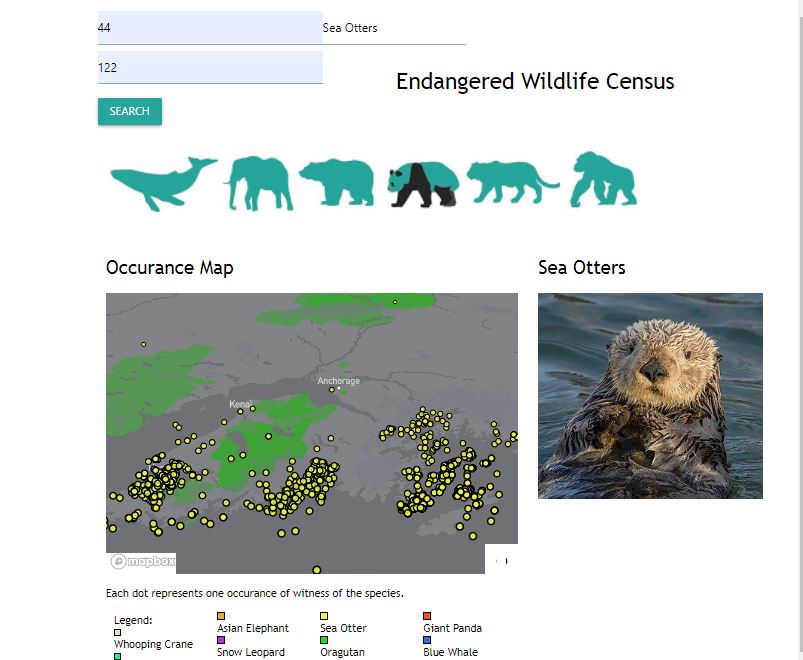 44
Sea Otters
122
Endangered Wildlife Census
SEARCH
Occurance Map
Sea Otters
Anchorage
Kenai
mapbox
Each dot represents one occurance of witness of the species.
Legend:
Asian Elephant
Sea Otter
Giant Panda
Whooping Crane
Snow Leopard
Oragutan
Blue Whale